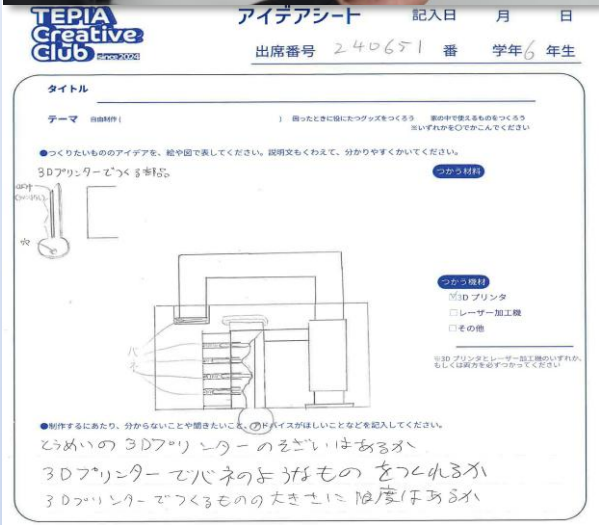 TEPIA
Creative
Club since 2024
アイデアシート
記入日 月 日
出席番号 240651 番 学年6年生
タイトル
テーマ 自由制作( ) 困ったときに役にたつグッズをつくろう 家の中で使えるものをつくろう
※いずれかを〇でかこんでください
●つくりたいもののアイデアを、絵や図で表してください。説明文もくわえて、分かりやすくかいてください。
3Dプリンターでつくる部品
つかう材料
穴
バネ
つかう機材
☑3Dプリンタ
□レーザー加工機
□その他
※3Dプリンタとレーザー加工機のいずれか、
もしくは両方を必ずつかってください
●制作するにあたり、分からないことや聞きたいこと、アドバイスがほしいことなどを記入してください。
とうめいの3Dプリンターのそざいはあるか
3Dプリンターでバネのようなものをつくれるか
3Dプリンターでつくるものの大きさに限度はあるか